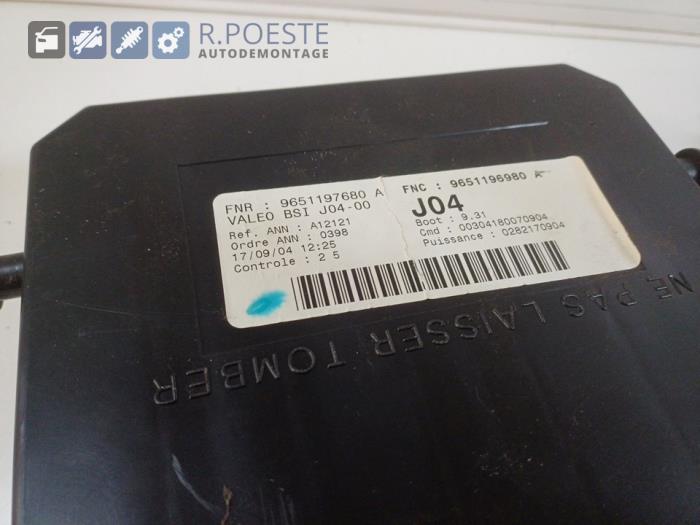 R.POESTE
AUTODEMONTAGE
FNR : 9651197680 A
VALEO BSI J04-00
Ref. ANN : A12121
Ordre ANN : 0398
17/09/04 12:25
Controle : 2 5
FNC : 9651196980 A
J04
Boot : 9.31
Cmd : 00304180070904
Puissance : 0282170904
NE PAS LAISSER TOMBER